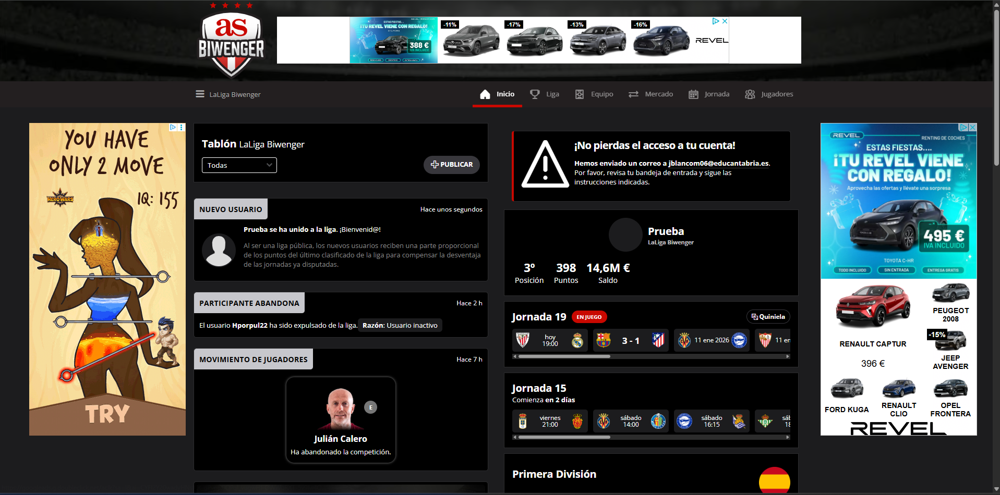 as
BIWENGER
ESTAS FIESTAS...
¡TU REVEL VIENE CON REGALO!
388 €
IVA INCLUIDO
-11%
-17%
-13%
-16%
REVEL
LaLiga Biwenger
Inicio
Liga
Equipo
Mercado
Jornada
Jugadores
YOU HAVE
ONLY 2 MOVE
HERO WARS
IQ: 155
TRY
Tablón LaLiga Biwenger
Todas
PUBLICAR
NUEVO USUARIO
Hace unos segundos
Prueba se ha unido a la liga. ¡Bienvenid@!
Al ser una liga pública, los nuevos usuarios reciben una parte proporcional
de los puntos del último clasificado de la liga para compensar la desventaja
de las jornadas ya disputadas.
PARTICIPANTE ABANDONA
Hace 2 h
El usuario Hporpul22 ha sido expulsado de la liga. Razón: Usuario inactivo
MOVIMIENTO DE JUGADORES
Hace 7 h
E
Julián Calero
Ha abandonado la competición.
¡No pierdas el acceso a tu cuenta!
Hemos enviado un correo a jblancom06@educantabria.es.
Por favor, revisa tu bandeja de entrada y sigue las
instrucciones indicadas.
Prueba
LaLiga Biwenger
3º
Posición
398
Puntos
14,6M €
Saldo
Jornada 19
EN JUEGO
Quiniela
hoy
19:00
3 - 1
11 ene 2026
11 en
Jornada 15
Comienza en 2 días
viernes
21:00
sábado
14:00
sábado
16:15
sáb
18
Primera División
REVEL
RENTING DE COCHES
ESTAS FIESTAS....
¡TU REVEL VIENE
CON REGALO!
Aprovecha las ofertas y llévate una sorpresa
495 €
IVA INCLUIDO
TOYOTA C-HR
TODO INCLUIDO
SIN ENTRADA
ENTREGA GRATIS
RENAULT CAPTUR
396 €
PEUGEOT
2008
-15%
JEEP
AVENGER
FORD KUGA
RENAULT
CLIO
OPEL
FRONTERA
REVEL